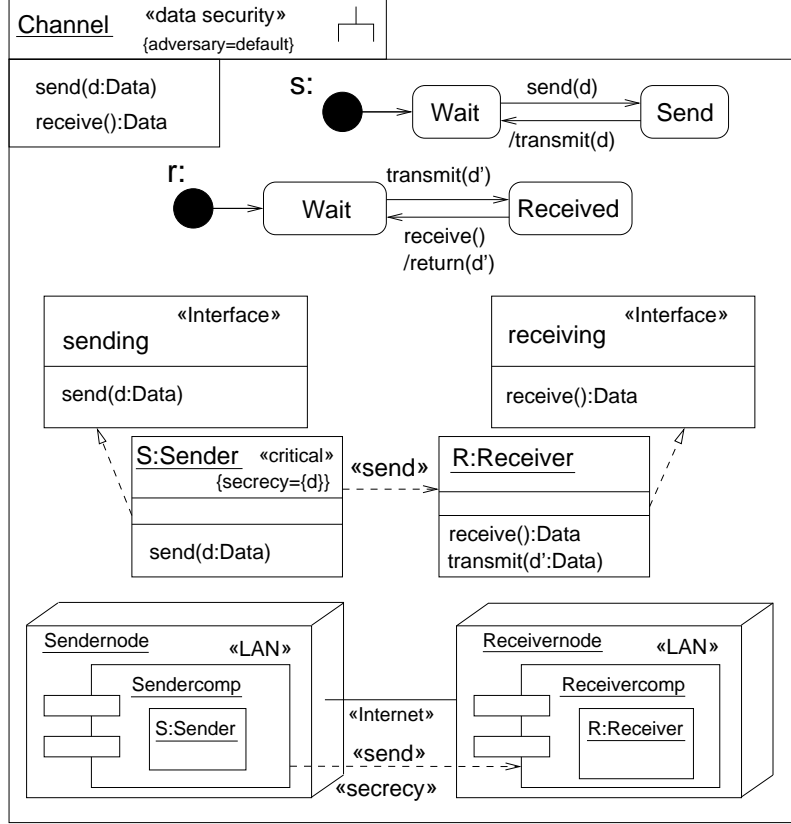 Channel
«data security»
{adversary=default}
send(d:Data)
receive():Data
s:
Wait
send(d)
/transmit(d)
Send
r:
Wait
transmit(d')
receive()
/return(d')
Received
«Interface»
sending
send(d:Data)
«Interface»
receiving
receive():Data
S:Sender «critical»
{secrecy={d}}
send(d:Data)
«send»
R:Receiver
receive():Data
transmit(d':Data)
Sendernode
«LAN»
Sendercomp
S:Sender
«Internet»
«send»
«secrecy»
Receivernode
«LAN»
Receivercomp
R:Receiver